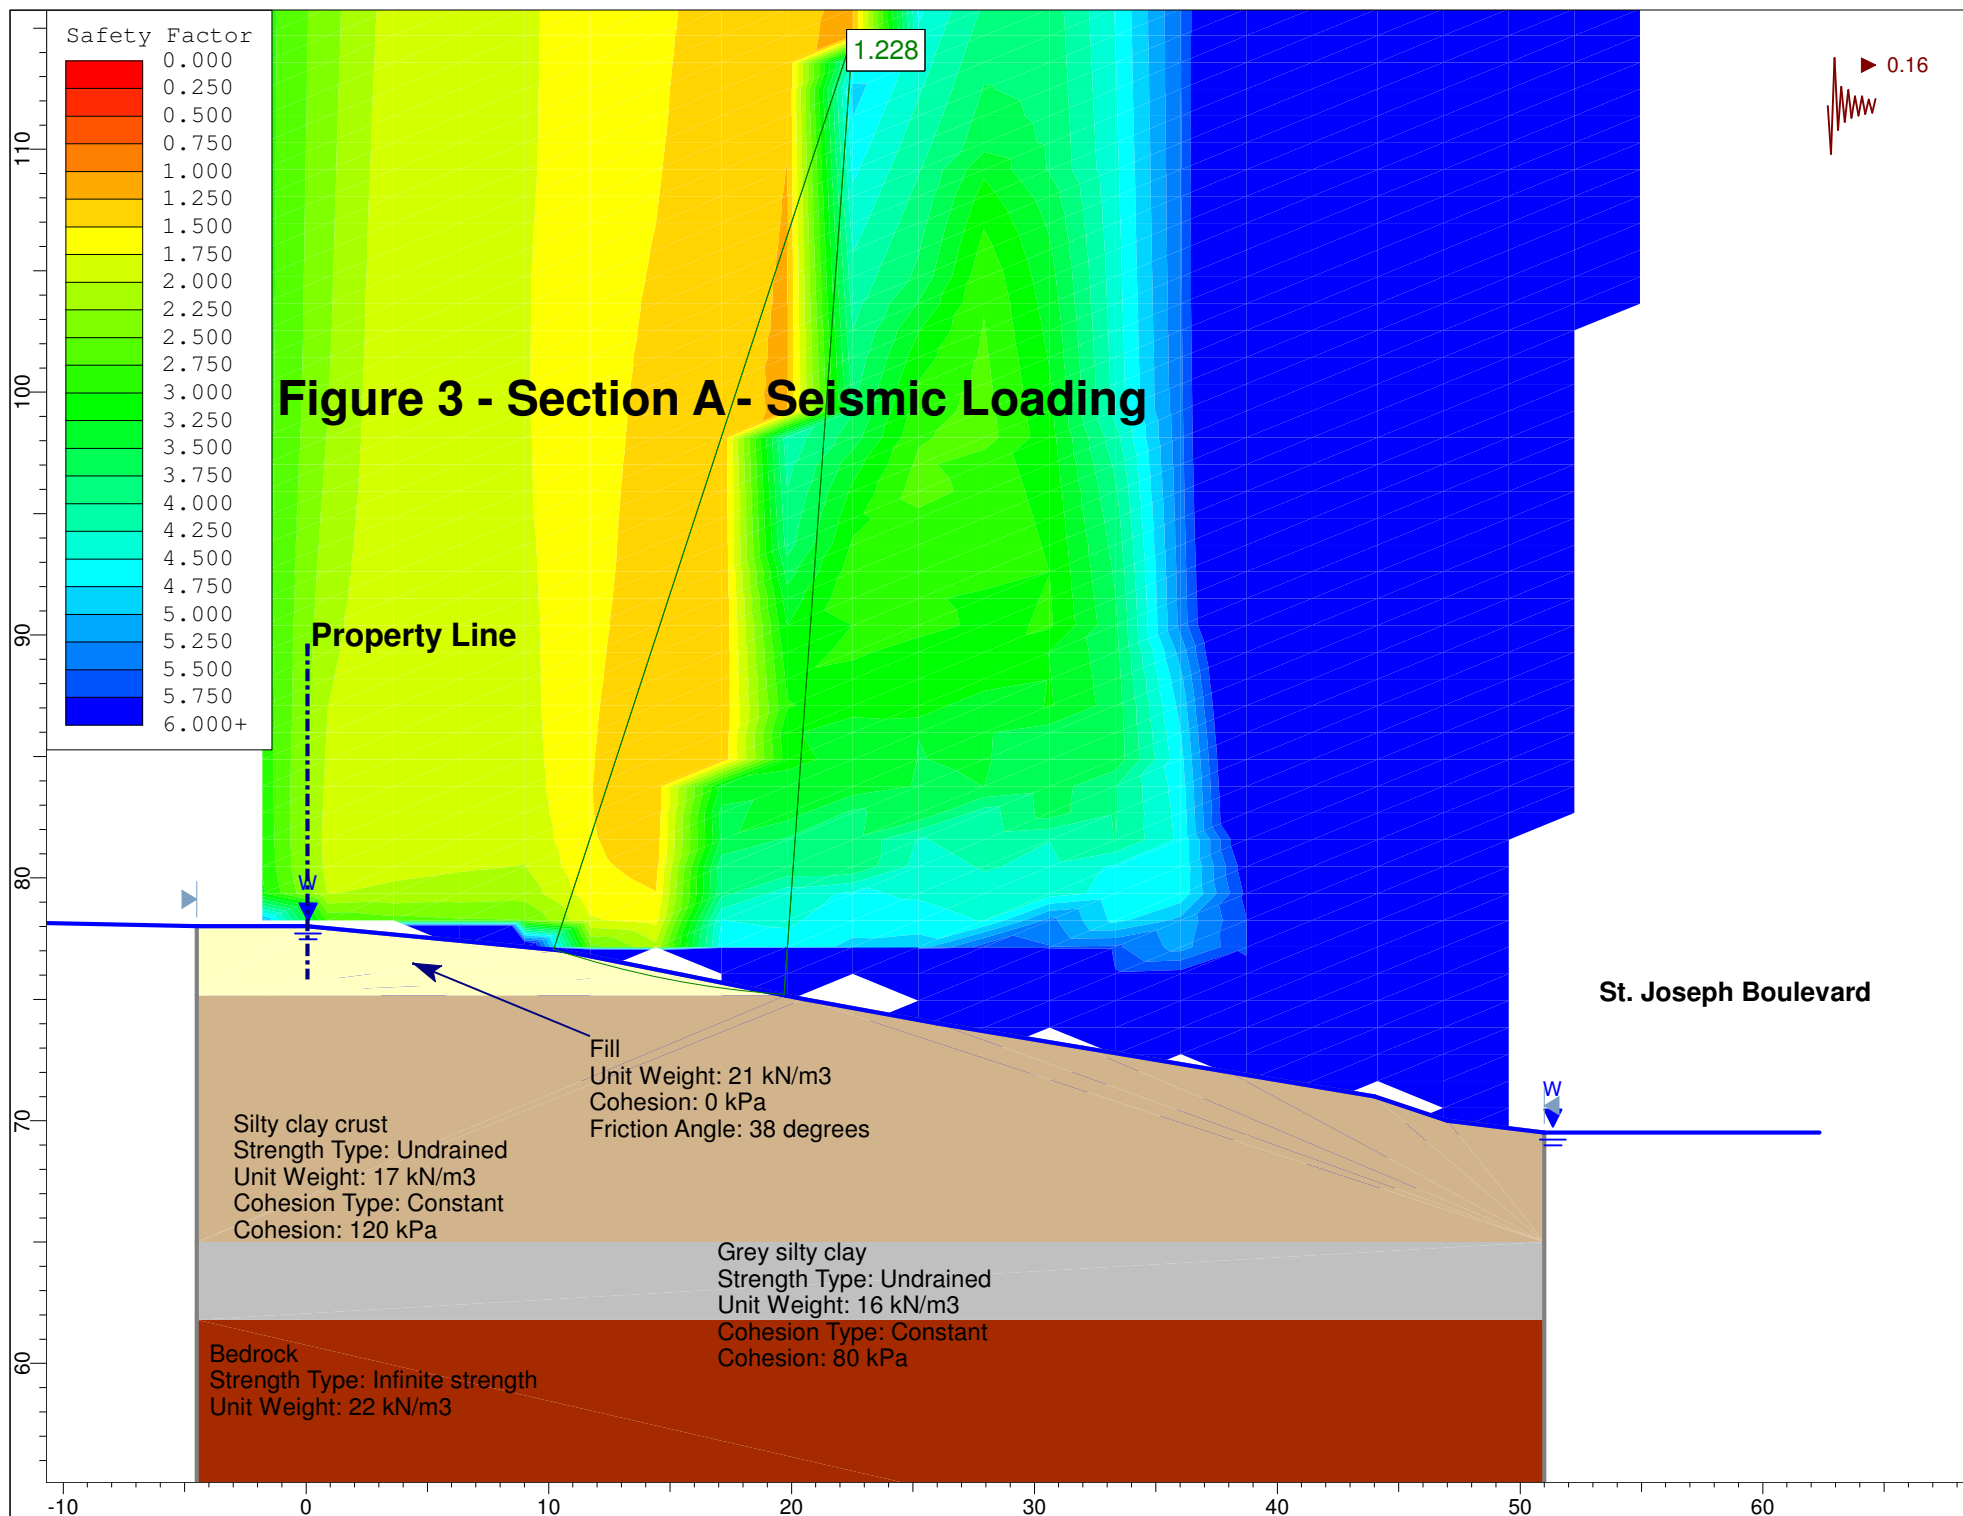 Safety Factor
0.000
0.250
0.500
0.750
1.000
1.250
1.500
1.750
2.000
2.250
2.500
2.750
3.000
3.250
3.500
3.750
4.000
4.250
4.500
4.750
5.000
5.250
5.500
5.750
6.000+
1.228
0.16
Figure 3 - Section A - Seismic Loading
Property Line
W
St. Joseph Boulevard
W
Fill
Unit Weight: 21 kN/m3
Cohesion: 0 kPa
Friction Angle: 38 degrees
Silty clay crust
Strength Type: Undrained
Unit Weight: 17 kN/m3
Cohesion Type: Constant
Cohesion: 120 kPa
Grey silty clay
Strength Type: Undrained
Unit Weight: 16 kN/m3
Cohesion Type: Constant
Cohesion: 80 kPa
Bedrock
Strength Type: Infinite strength
Unit Weight: 22 kN/m3
110
100
90
80
70
60
-10 0 10 20 30 40 50 60